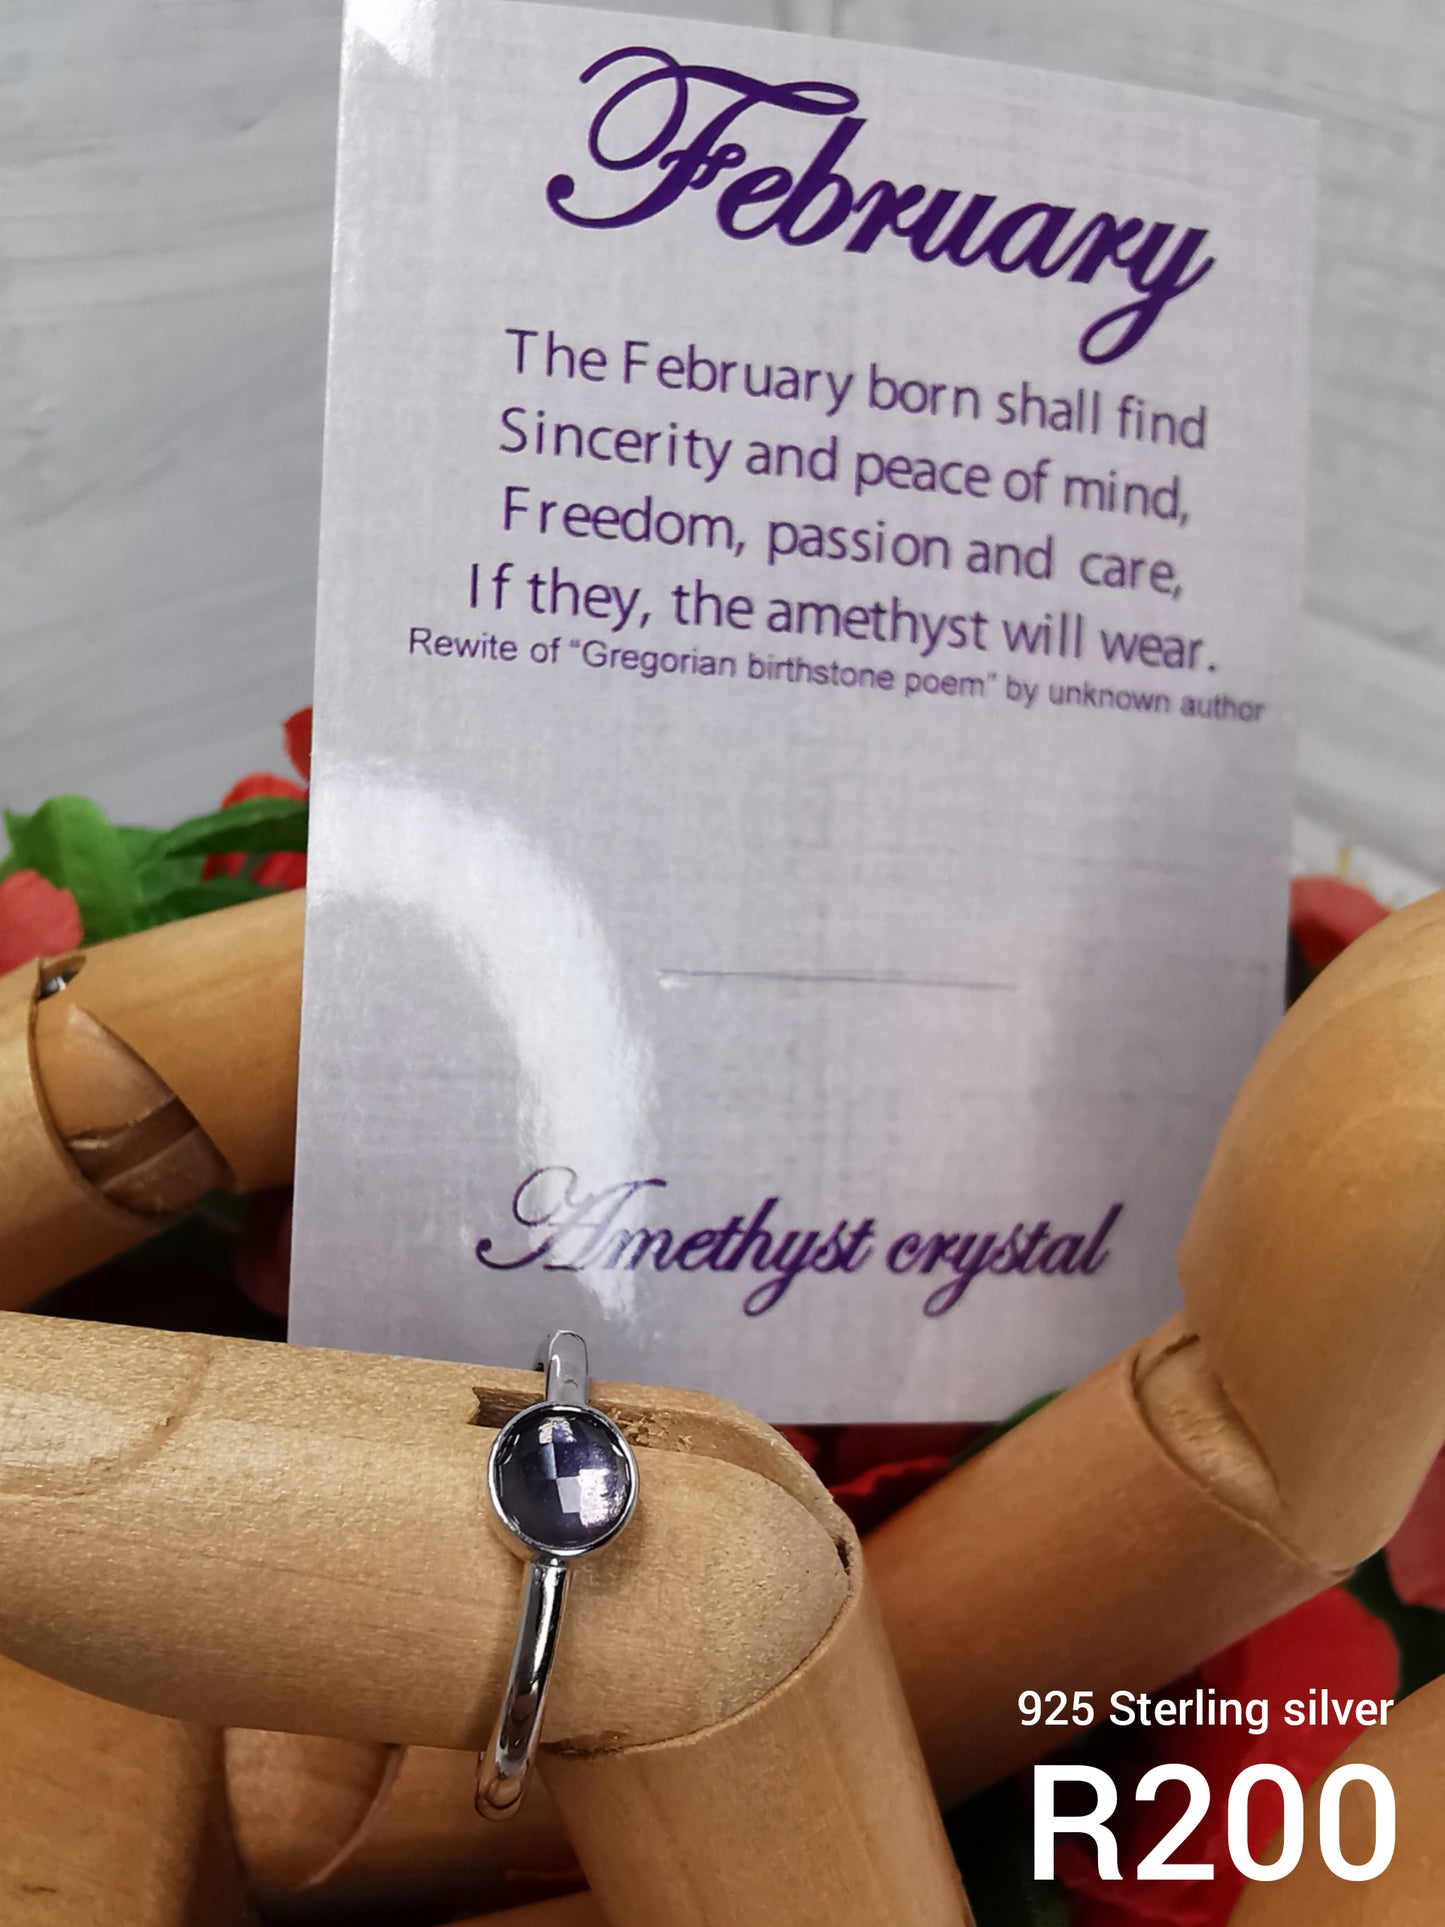 February
The February born shall find
Sincerity and peace of mind,
Freedom, passion and care,
If they, the amethyst will wear.
Rewite of “Gregorian birthstone poem” by unknown author
Amethyst crystal
925 Sterling silver
R200